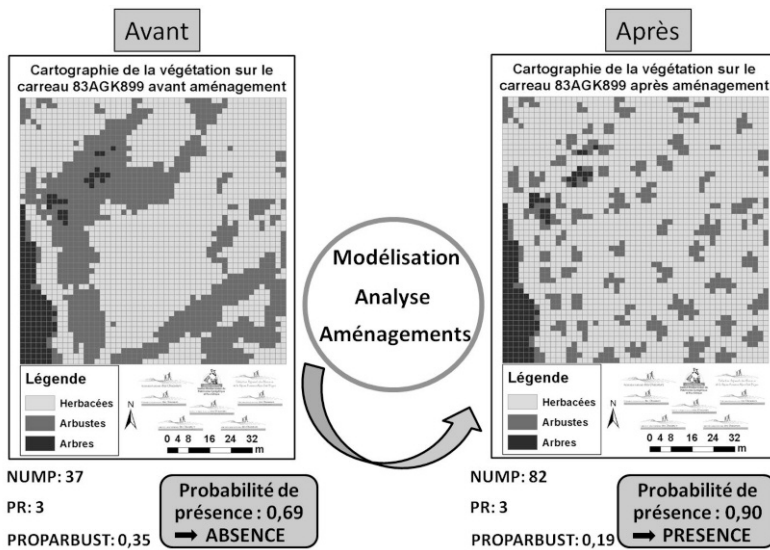 Avant
Cartographie de la végétation sur le
carreau 83AGK899 avant aménagement
Légende
Herbacées
Arbustes
Arbres
N
0 4 8 16 24 32
m
NUMP: 37
PR: 3
PROPARBUST: 0,35
Probabilité de
présence : 0,69
➡ ABSENCE
Modélisation
Analyse
Aménagements
Après
Cartographie de la végétation sur le
carreau 83AGK899 après aménagement
Légende
Herbacées
Arbustes
Arbres
N
0 4 8 16 24 32
m
NUMP: 82
PR: 3
PROPARBUST: 0,19
Probabilité de
présence : 0,90
➡ PRESENCE